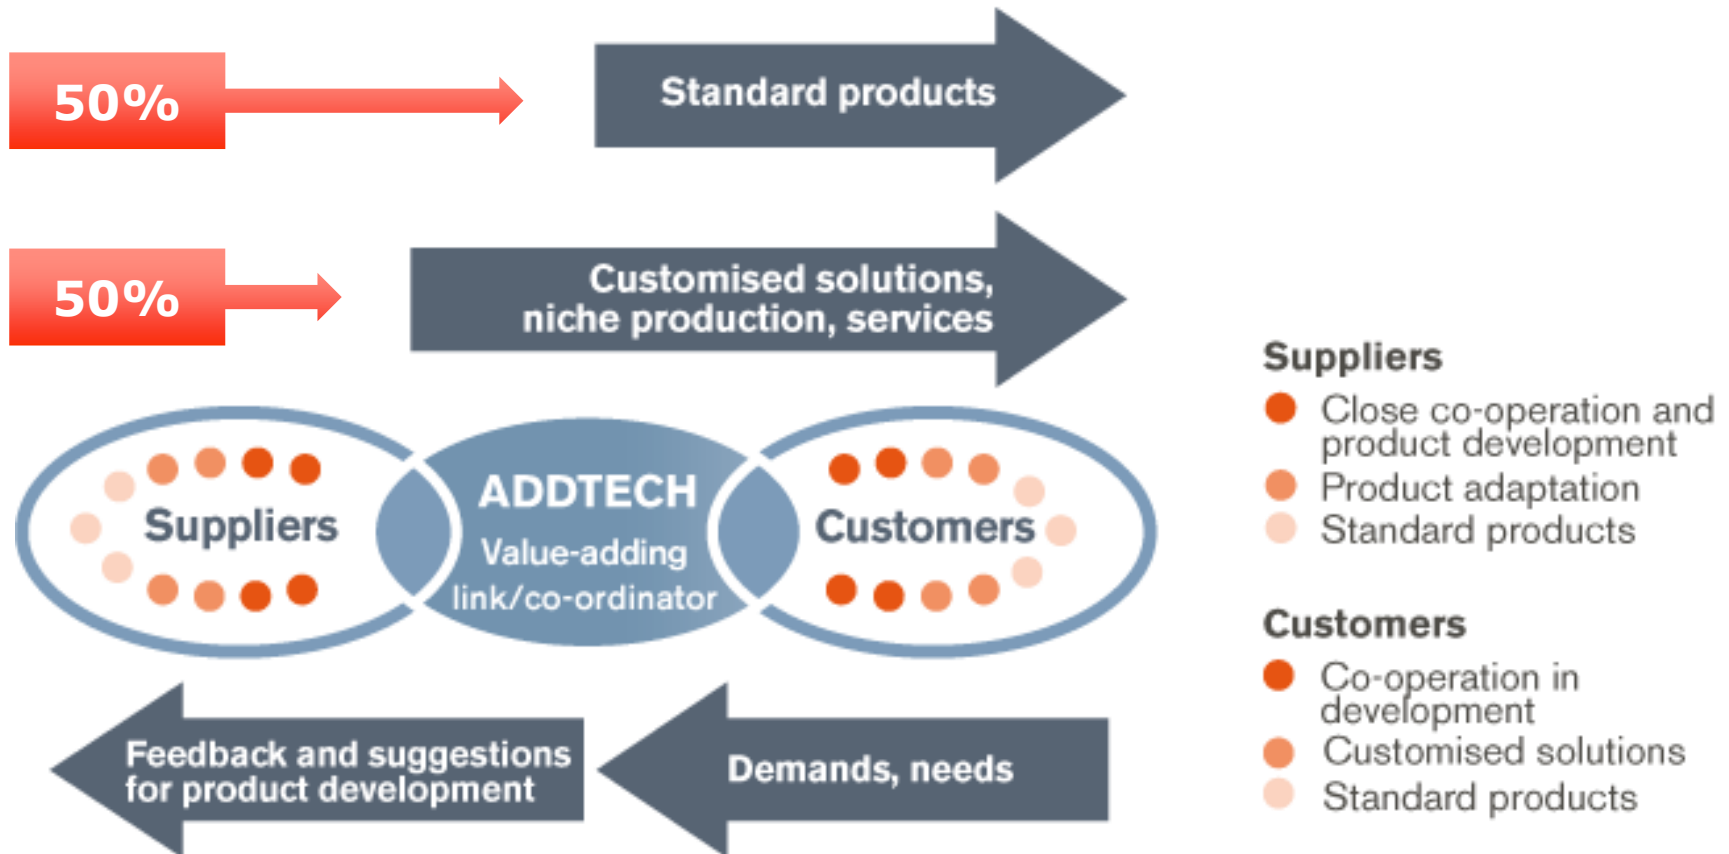 50%
Standard products
50%
Customised solutions,
niche production, services
Suppliers
ADDTECH
Value-adding
link/co-ordinator
Customers
Feedback and suggestions
for product development
Demands, needs
Suppliers
Close co-operation and
product development
Product adaptation
Standard products
Customers
Co-operation in
development
Customised solutions
Standard products